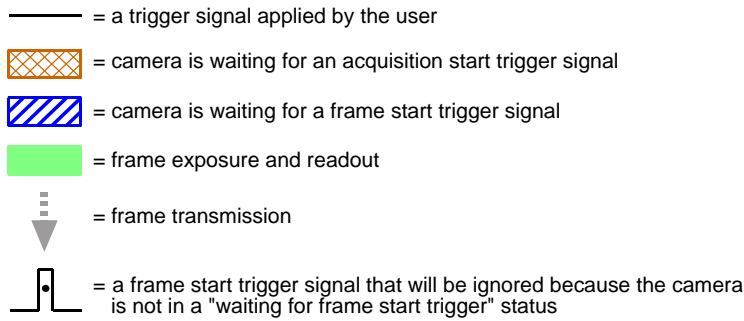 = a trigger signal applied by the user
= camera is waiting for an acquisition start trigger signal
= camera is waiting for a frame start trigger signal
= frame exposure and readout
= frame transmission
= a frame start trigger signal that will be ignored because the camera
is not in a "waiting for frame start trigger" status